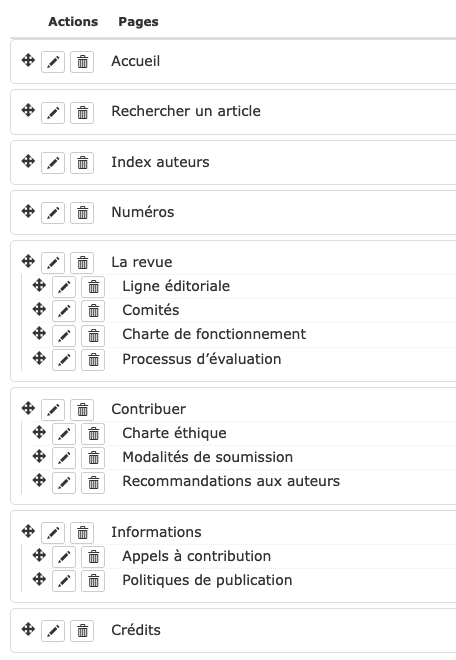 Actions Pages
Accueil
Rechercher un article
Index auteurs
Numéros
La revue
Ligne éditoriale
Comités
Charte de fonctionnement
Processus d’évaluation
Contribuer
Charte éthique
Modalités de soumission
Recommandations aux auteurs
Informations
Appels à contribution
Politiques de publication
Crédits